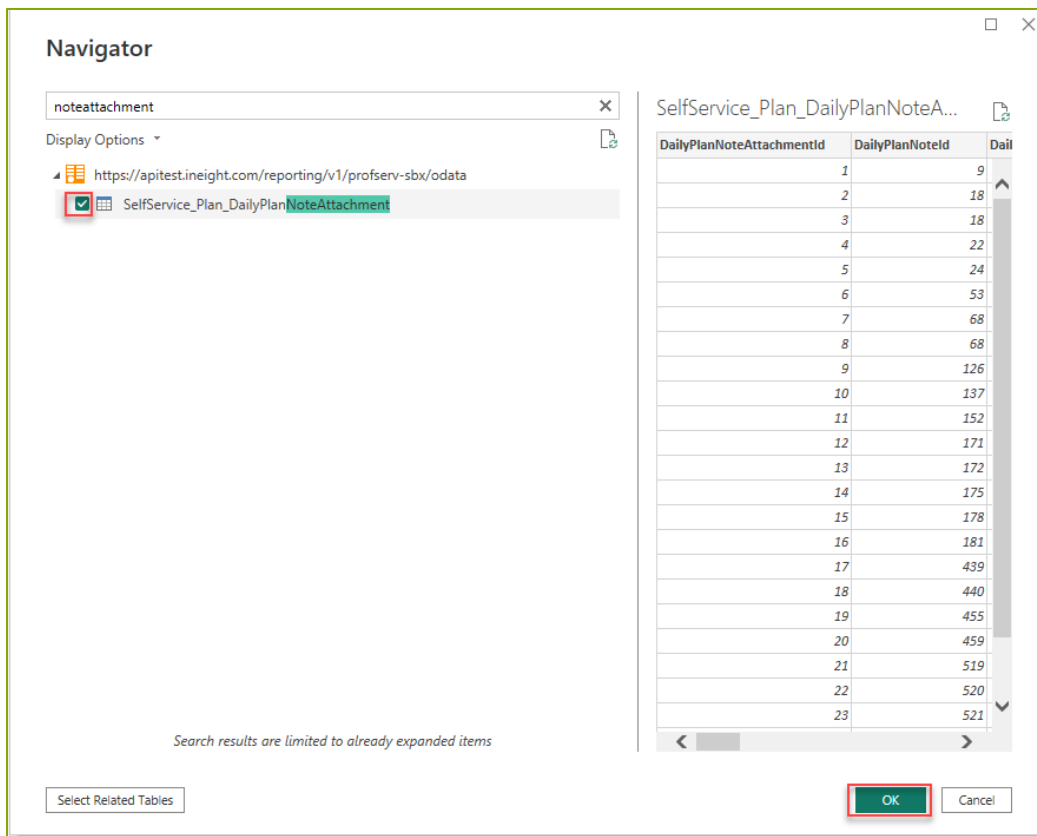 Navigator
noteattachment
Display Options
https://apitest.ineight.com/reporting/v1/profserv-sbx/odata
SelfService_Plan_DailyPlanNoteAttachment
Search results are limited to already expanded items
Select Related Tables
SelfService_Plan_DailyPlanNoteA...
DailyPlanNoteAttachmentId DailyPlanNoteId Dail
1 9
2 18
3 18
4 22
5 24
6 53
7 68
8 68
9 126
10 137
11 152
12 171
13 172
14 175
15 178
16 181
17 439
18 440
19 455
20 459
21 519
22 520
23 521
OK Cancel